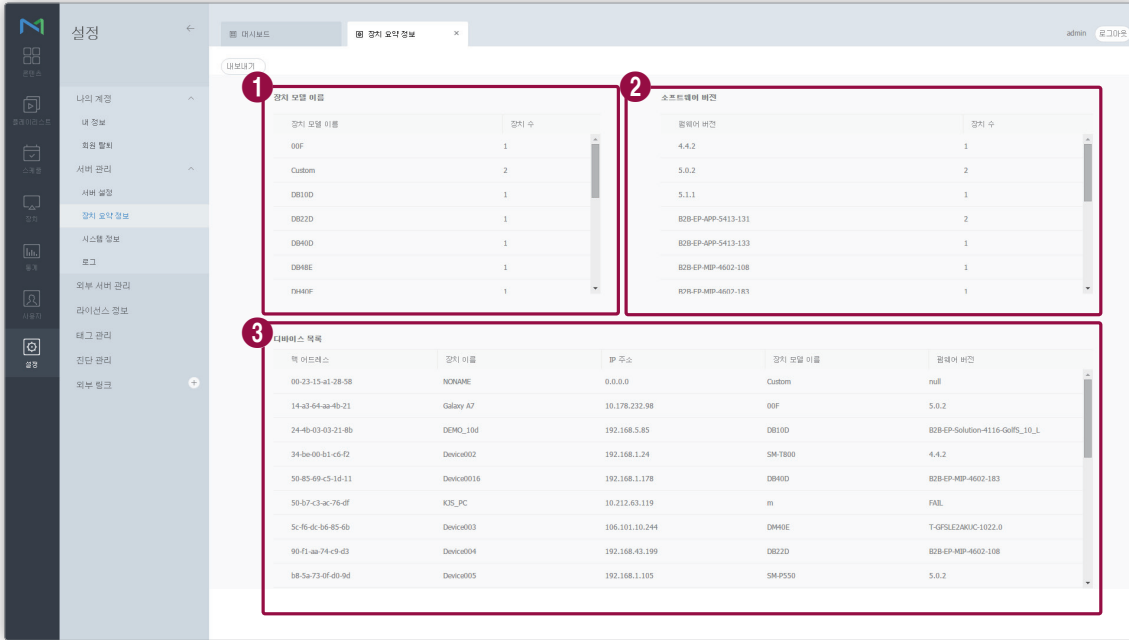 설정
대시보드
장치 요약 정보
admin
로그아웃
콘텐츠
플레이리스트
스케줄
장치
통계
사용자
설정
나의 계정
내 정보
회원 탈퇴
서버 관리
서버 설정
장치 요약 정보
시스템 정보
로그
외부 서버 관리
라이선스 정보
태그 관리
진단 관리
외부 링크
내보내기
1
장치 모델 이름
장치 모델 이름 장치 수
00F 1
Custom 2
DB10D 1
DB22D 1
DB40D 1
DB48E 1
DH40E 1
2
소프트웨어 버전
펌웨어 버전 장치 수
4.4.2 1
5.0.2 2
5.1.1 1
B2B-EP-APP-5413-131 2
B2B-EP-APP-5413-133 1
B2B-EP-MIP-4602-108 1
B2B-EP-MIP-4602-183 1
3
디바이스 목록
맥 어드레스 장치 이름 IP 주소 장치 모델 이름 펌웨어 버전
00-23-15-a1-28-58 NONAME 0.0.0.0 Custom null
14-a3-64-aa-4b-21 Galaxy A7 10.178.232.98 00F 5.0.2
24-4b-03-03-21-8b DEMO_10d 192.168.5.85 DB10D B2B-EP-Solution-4116-GolfS_10_L
34-be-00-b1-c6-f2 Device002 192.168.1.24 SM-T800 4.4.2
50-85-69-c5-1d-11 Device0016 192.168.1.178 DB40D B2B-EP-MIP-4602-183
50-b7-c3-ac-76-df KJS_PC 10.212.63.119 m FAIL
5c-f6-dc-b6-85-6b Device003 106.101.10.244 DM40E T-GFSLE2AKUC-1022.0
90-f1-aa-74-c9-d3 Device004 192.168.43.199 DB22D B2B-EP-MIP-4602-108
b8-5a-73-0f-d0-9d Device005 192.168.1.105 SM-P550 5.0.2